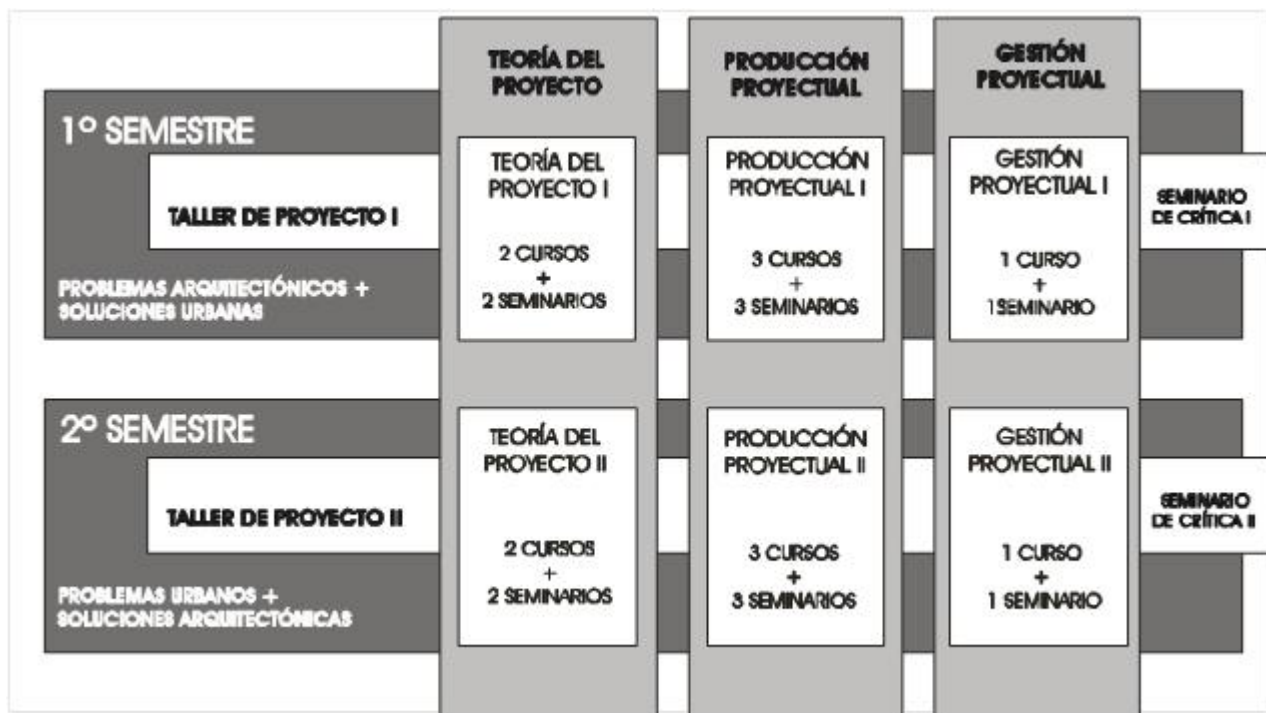 TEORÍA DEL
PROYECTO
PRODUCCIÓN
PROYECTUAL
GESTIÓN
PROYECTUAL
1º SEMESTRE
TALLER DE PROYECTO I
PROBLEMAS ARQUITECTÓNICOS +
SOLUCIONES URBANAS
TEORÍA DEL
PROYECTO I
2 CURSOS
+
2 SEMINARIOS
PRODUCCIÓN
PROYECTUAL I
3 CURSOS
+
3 SEMINARIOS
GESTIÓN
PROYECTUAL I
1 CURSO
+
1SEMINARIO
SEMINARIO
DE CRÍTICA I
2º SEMESTRE
TALLER DE PROYECTO II
PROBLEMAS URBANOS +
SOLUCIONES ARQUITECTÓNICAS
TEORÍA DEL
PROYECTO II
2 CURSOS
+
2 SEMINARIOS
PRODUCCIÓN
PROYECTUAL II
3 CURSOS
+
3 SEMINARIOS
GESTIÓN
PROYECTUAL II
1 CURSO
+
1 SEMINARIO
SEMINARIO
DE CRÍTICA II